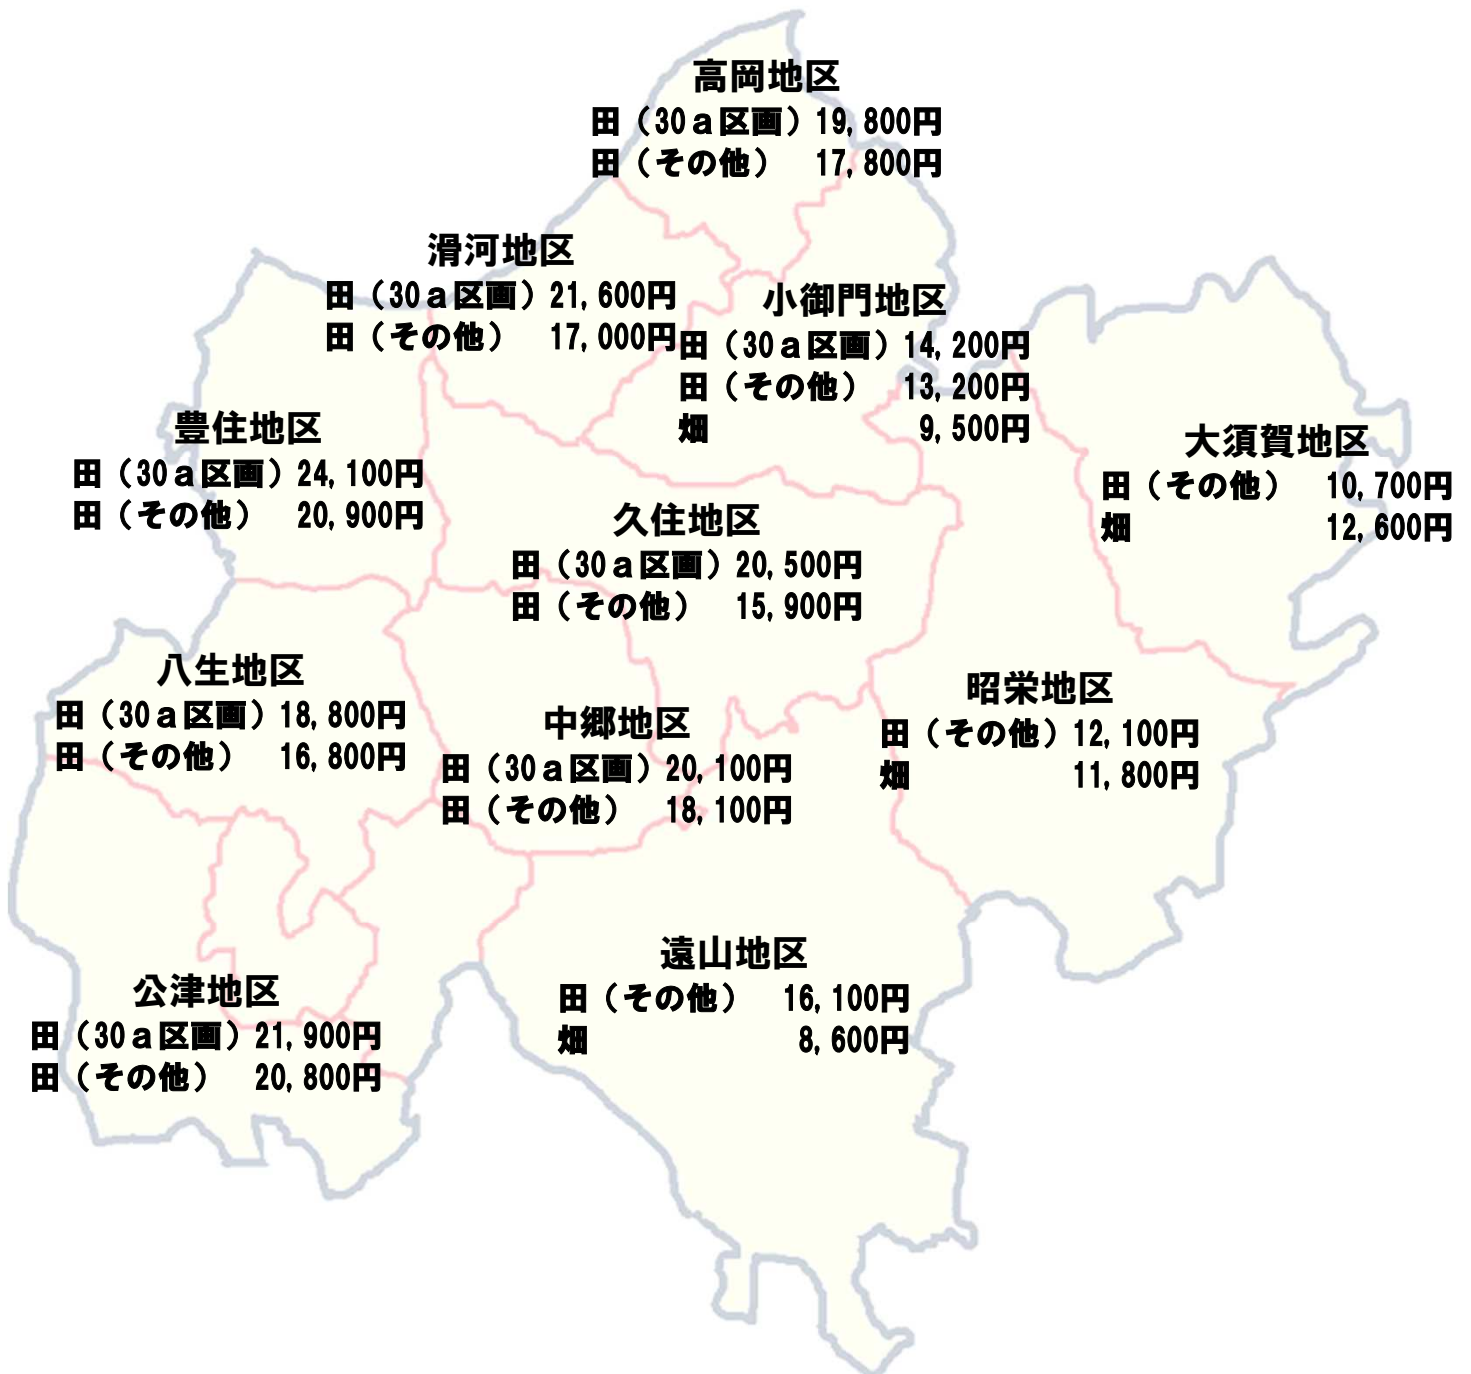 高岡地区
田（30ａ区画）19,800円
田（その他）　17,800円
滑河地区
田（30ａ区画）21,600円
田（その他）　17,000円
小御門地区
田（30ａ区画）14,200円
田（その他）　13,200円
畑　9,500円
豊住地区
田（30ａ区画）24,100円
田（その他）　20,900円
大須賀地区
田（その他）　10,700円
畑　12,600円
久住地区
田（30ａ区画）20,500円
田（その他）　15,900円
八生地区
田（30ａ区画）18,800円
田（その他）　16,800円
中郷地区
田（30ａ区画）20,100円
田（その他）　18,100円
昭栄地区
田（その他）12,100円
畑　11,800円
公津地区
田（30ａ区画）21,900円
田（その他）　20,800円
遠山地区
田（その他）　16,100円
畑　8,600円